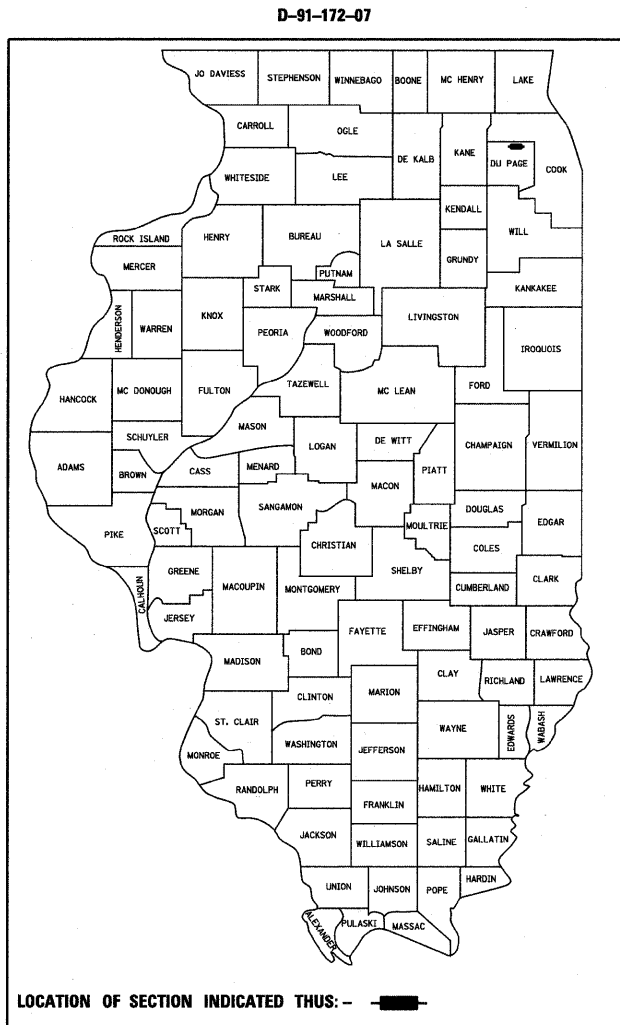 D-91-172-07
JO DAVIESS
STEPHENSON
WINNEBAGO
BOONE
MC HENRY
LAKE
CARROLL
OGLE
DE KALB
KANE
COOK
DU PAGE
WHITESIDE
LEE
KENDALL
WILL
ROCK ISLAND
HENRY
BUREAU
LA SALLE
GRUNDY
MERCER
PUTNAM
KANKAKEE
STARK
MARSHALL
HENDERSON
WARREN
KNOX
PEORIA
WOODFORD
LIVINGSTON
IROQUOIS
HANCOCK
MC DONOUGH
FULTON
TAZEWELL
MC LEAN
FORD
MASON
SCHUYLER
LOGAN
DE WITT
CHAMPAIGN
VERMILION
ADAMS
BROWN
CASS
MENARD
PIATT
MACON
MORGAN
SANGAMON
DOUGLAS
EDGAR
PIKE
SCOTT
CHRISTIAN
MOULTRIE
COLES
GREENE
SHELBY
CALHOUN
MACOUPIN
MONTGOMERY
CUMBERLAND
CLARK
JERSEY
FAYETTE
EFFINGHAM
JASPER
CRAWFORD
MADISON
BOND
CLAY
RICHLAND
LAWRENCE
CLINTON
MARION
ST. CLAIR
WAYNE
EDWARDS
WABASH
MONROE
WASHINGTON
JEFFERSON
RANDOLPH
PERRY
HAMILTON
WHITE
FRANKLIN
JACKSON
WILLIAMSON
SALINE
GALLATIN
UNION
JOHNSON
POPE
HARDIN
ALEXANDER
PULASKI
MASSAC
LOCATION OF SECTION INDICATED THUS: -